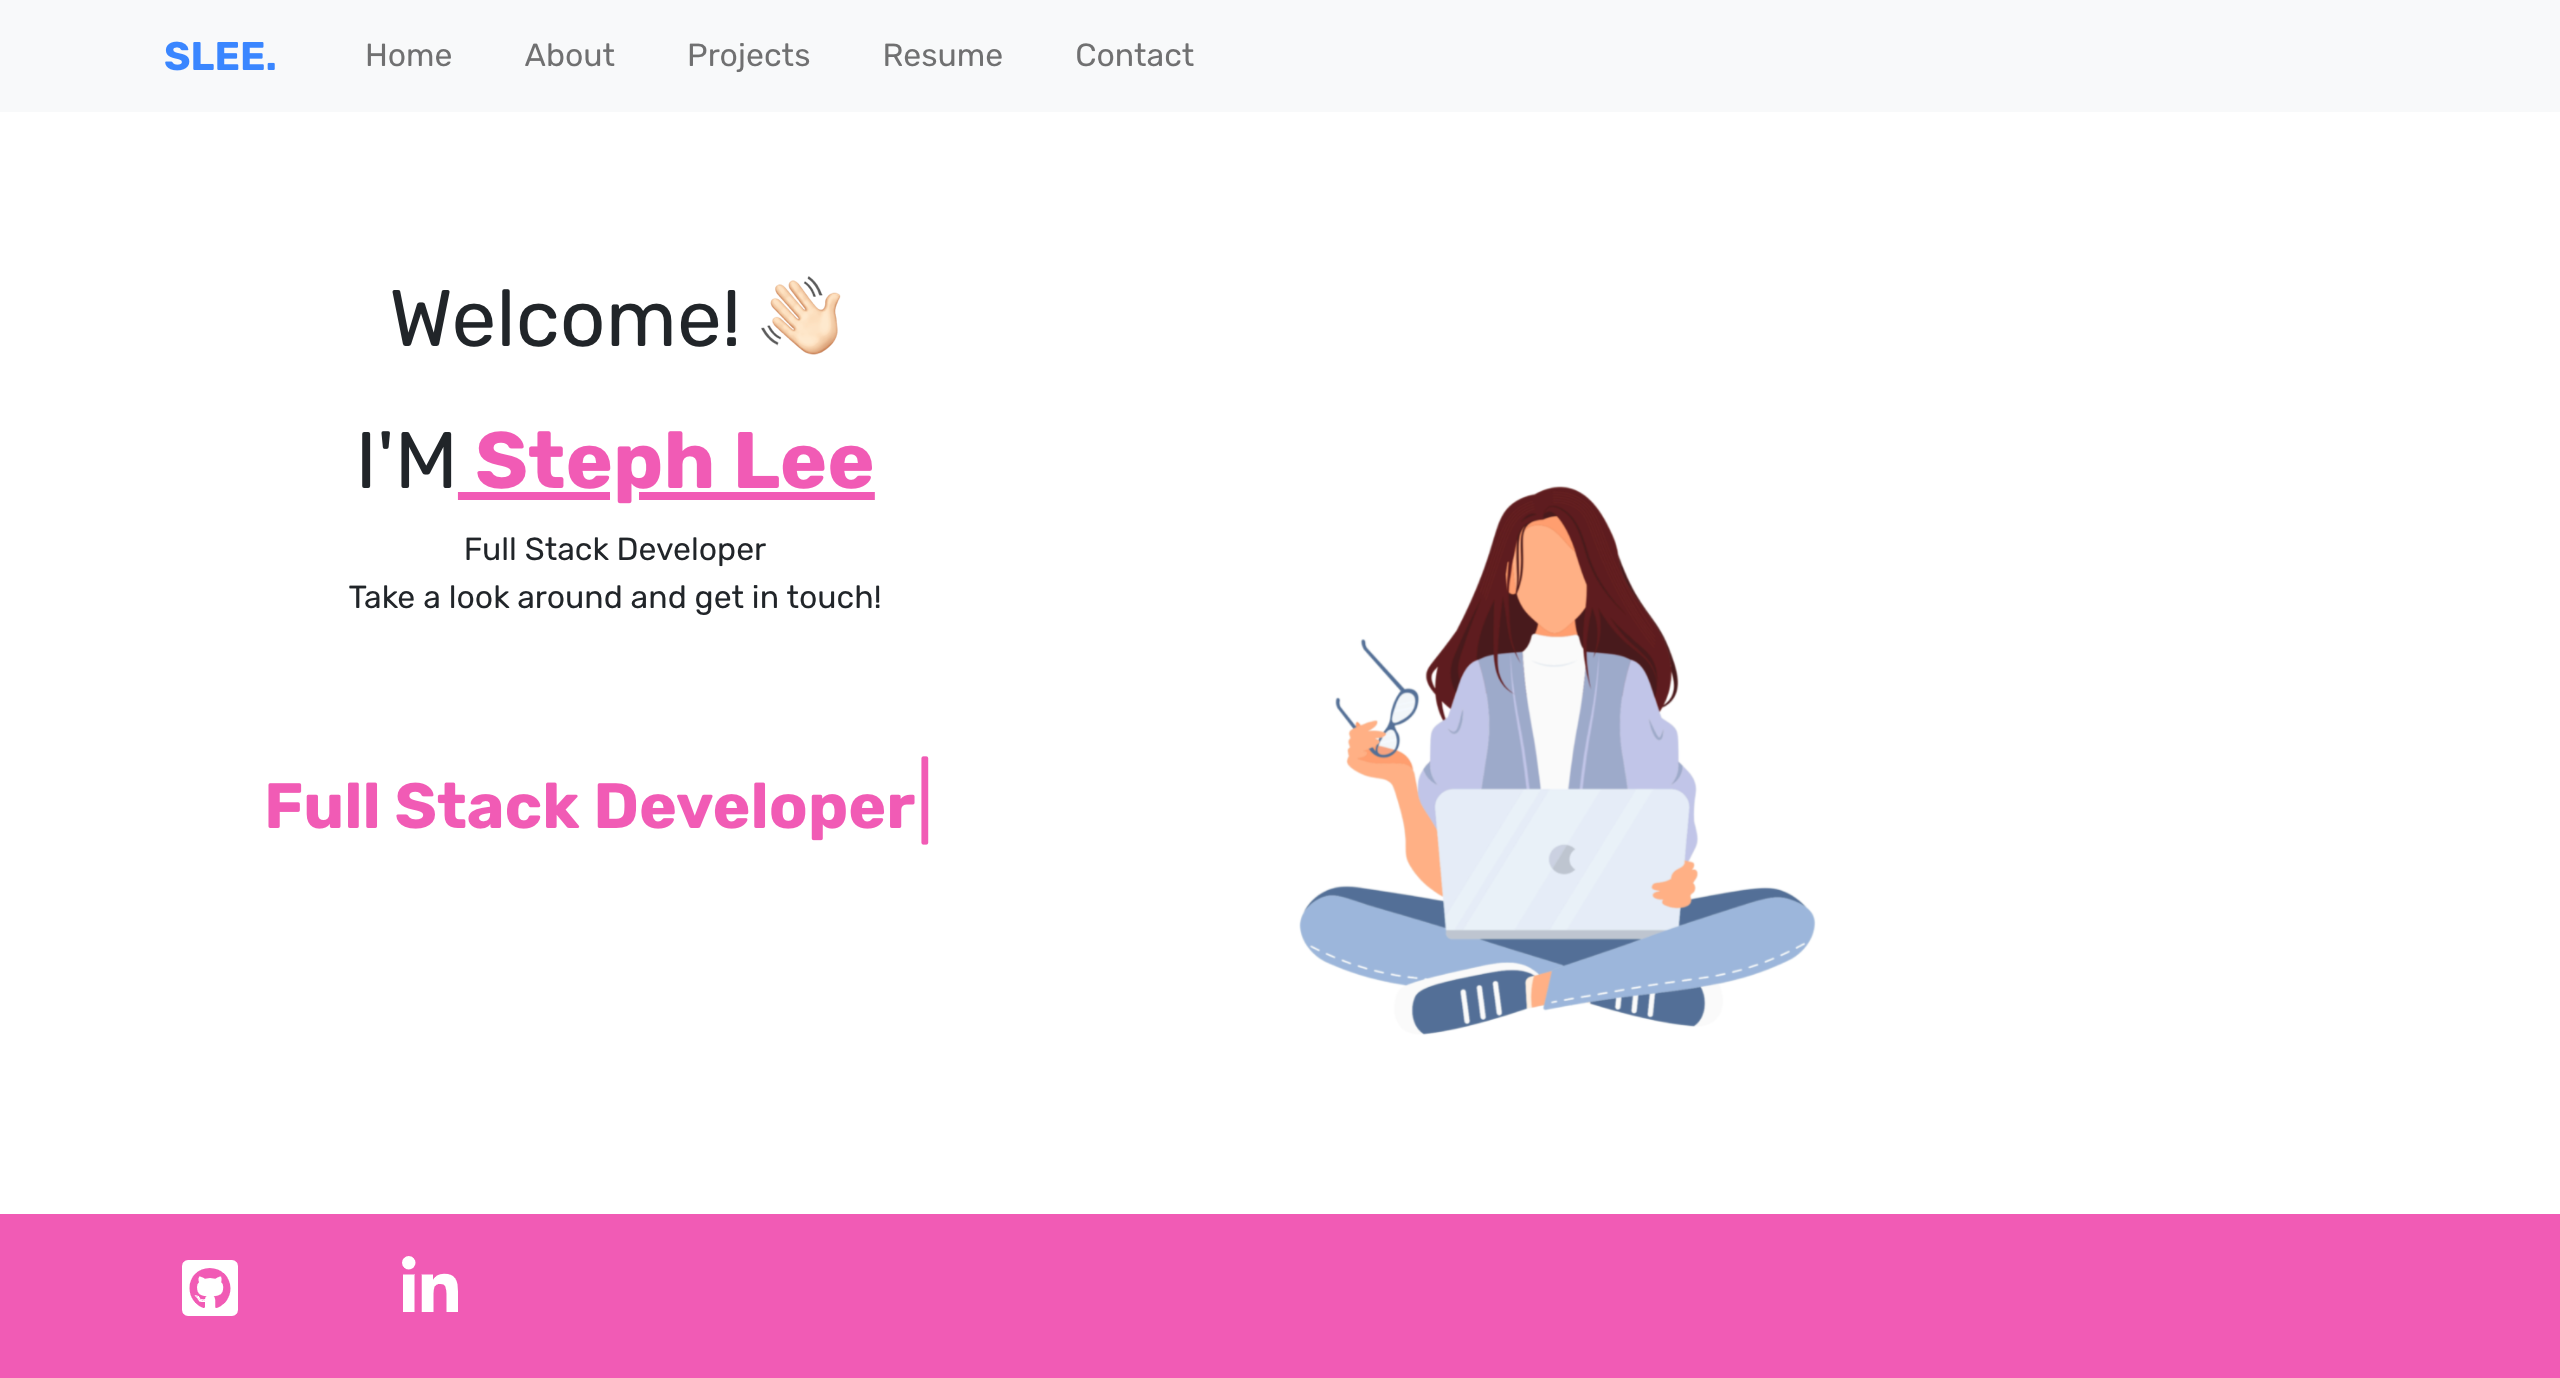 SLEE. Home About Projects Resume Contact
Welcome! 👋🏻
I'M Steph Lee
Full Stack Developer
Take a look around and get in touch!
Full Stack Developer
in